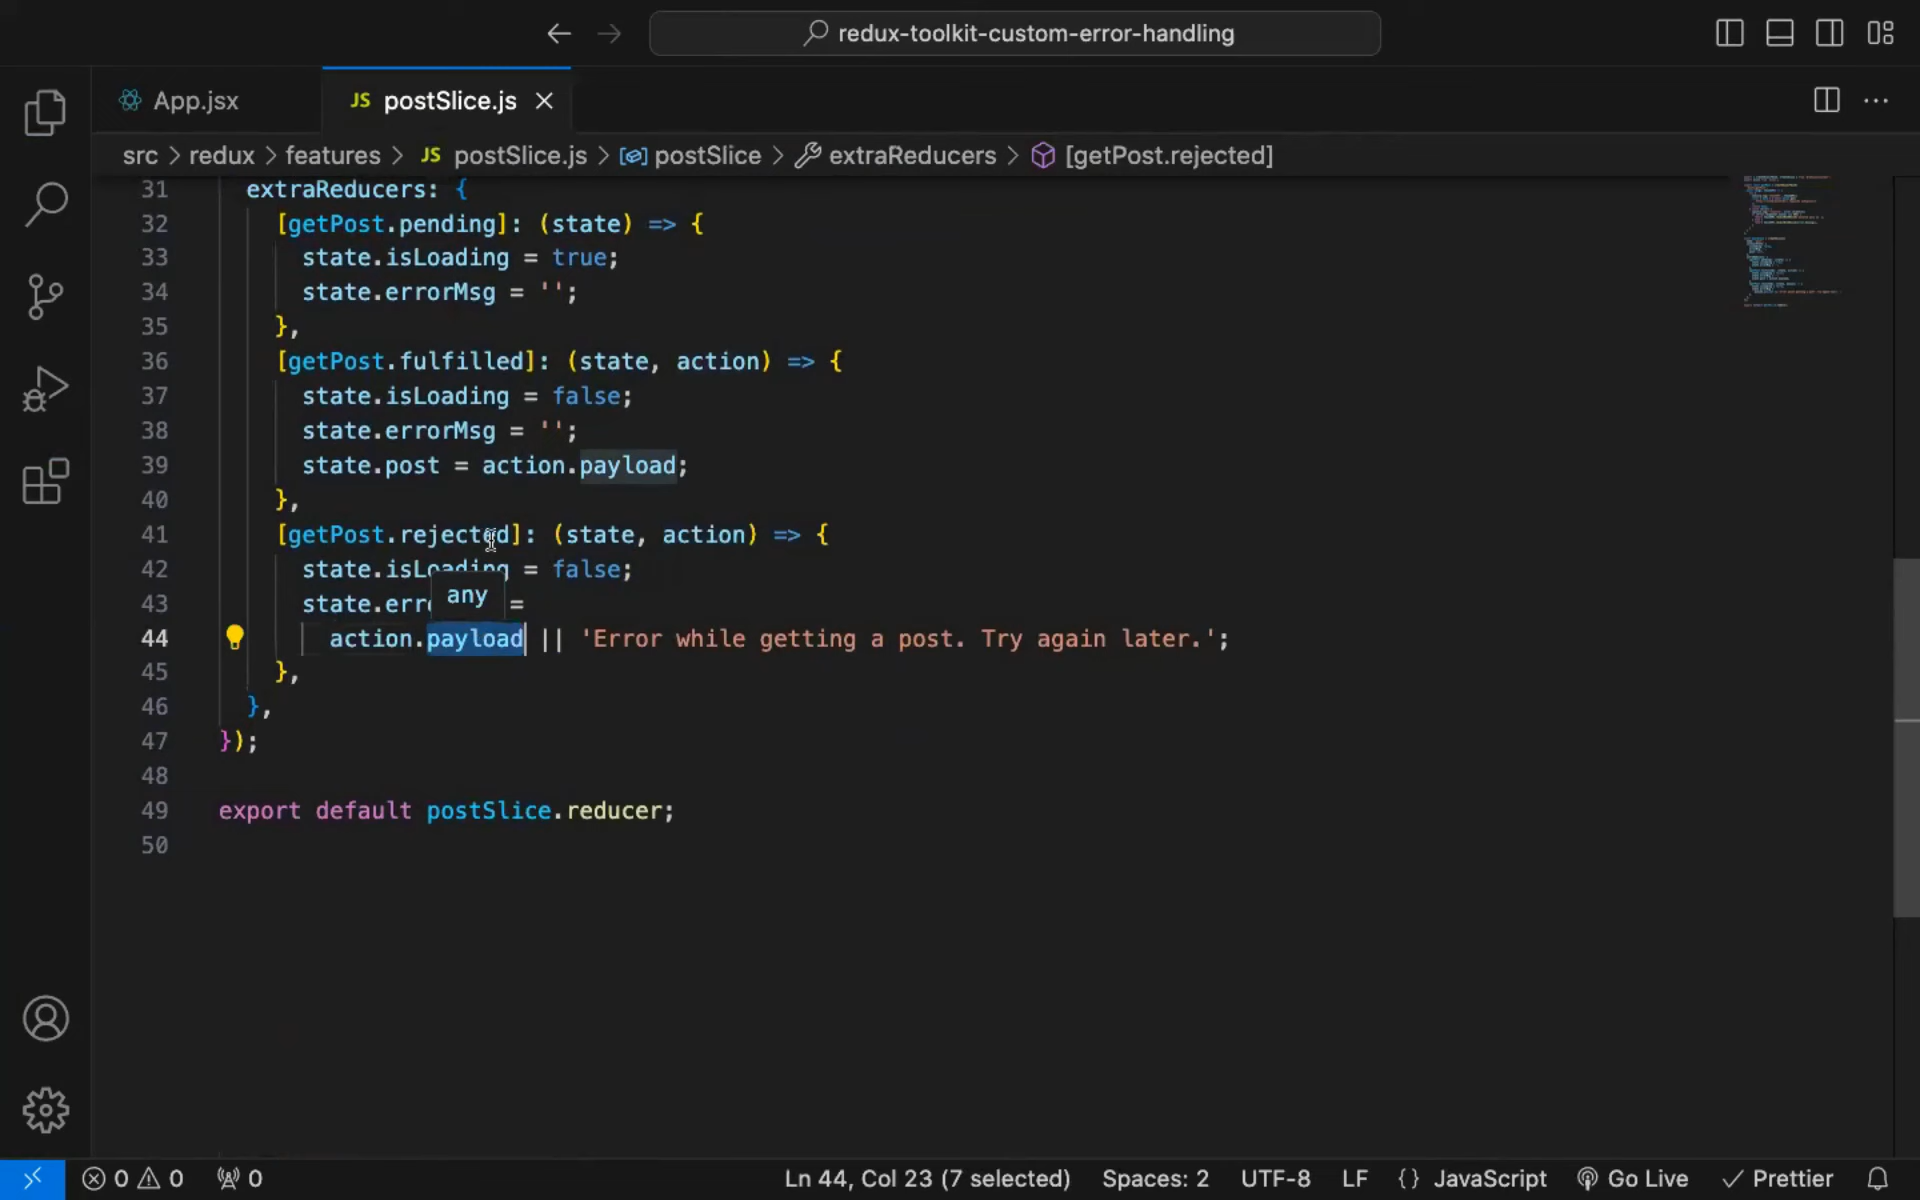 redux-toolkit-custom-error-handling
App.jsx
JS postSlice.js
src > redux > features > JS postSlice.js > postSlice > extraReducers > [getPost.rejected]
31 extraReducers: {
32 [getPost.pending]: (state) => {
33 state.isLoading = true;
34 state.errorMsg = '';
35 },
36 [getPost.fulfilled]: (state, action) => {
37 state.isLoading = false;
38 state.errorMsg = '';
39 state.post = action.payload;
40 },
41 [getPost.rejected]: (state, action) => {
42 state.isLoading = false;
any
43 state.err =
44 action.payload || 'Error while getting a post. Try again later.';
45 },
46 },
47 });
48
49 export default postSlice.reducer;
50
0 0 0 Ln 44, Col 23 (7 selected) Spaces: 2 UTF-8 LF {} JavaScript Go Live Prettier